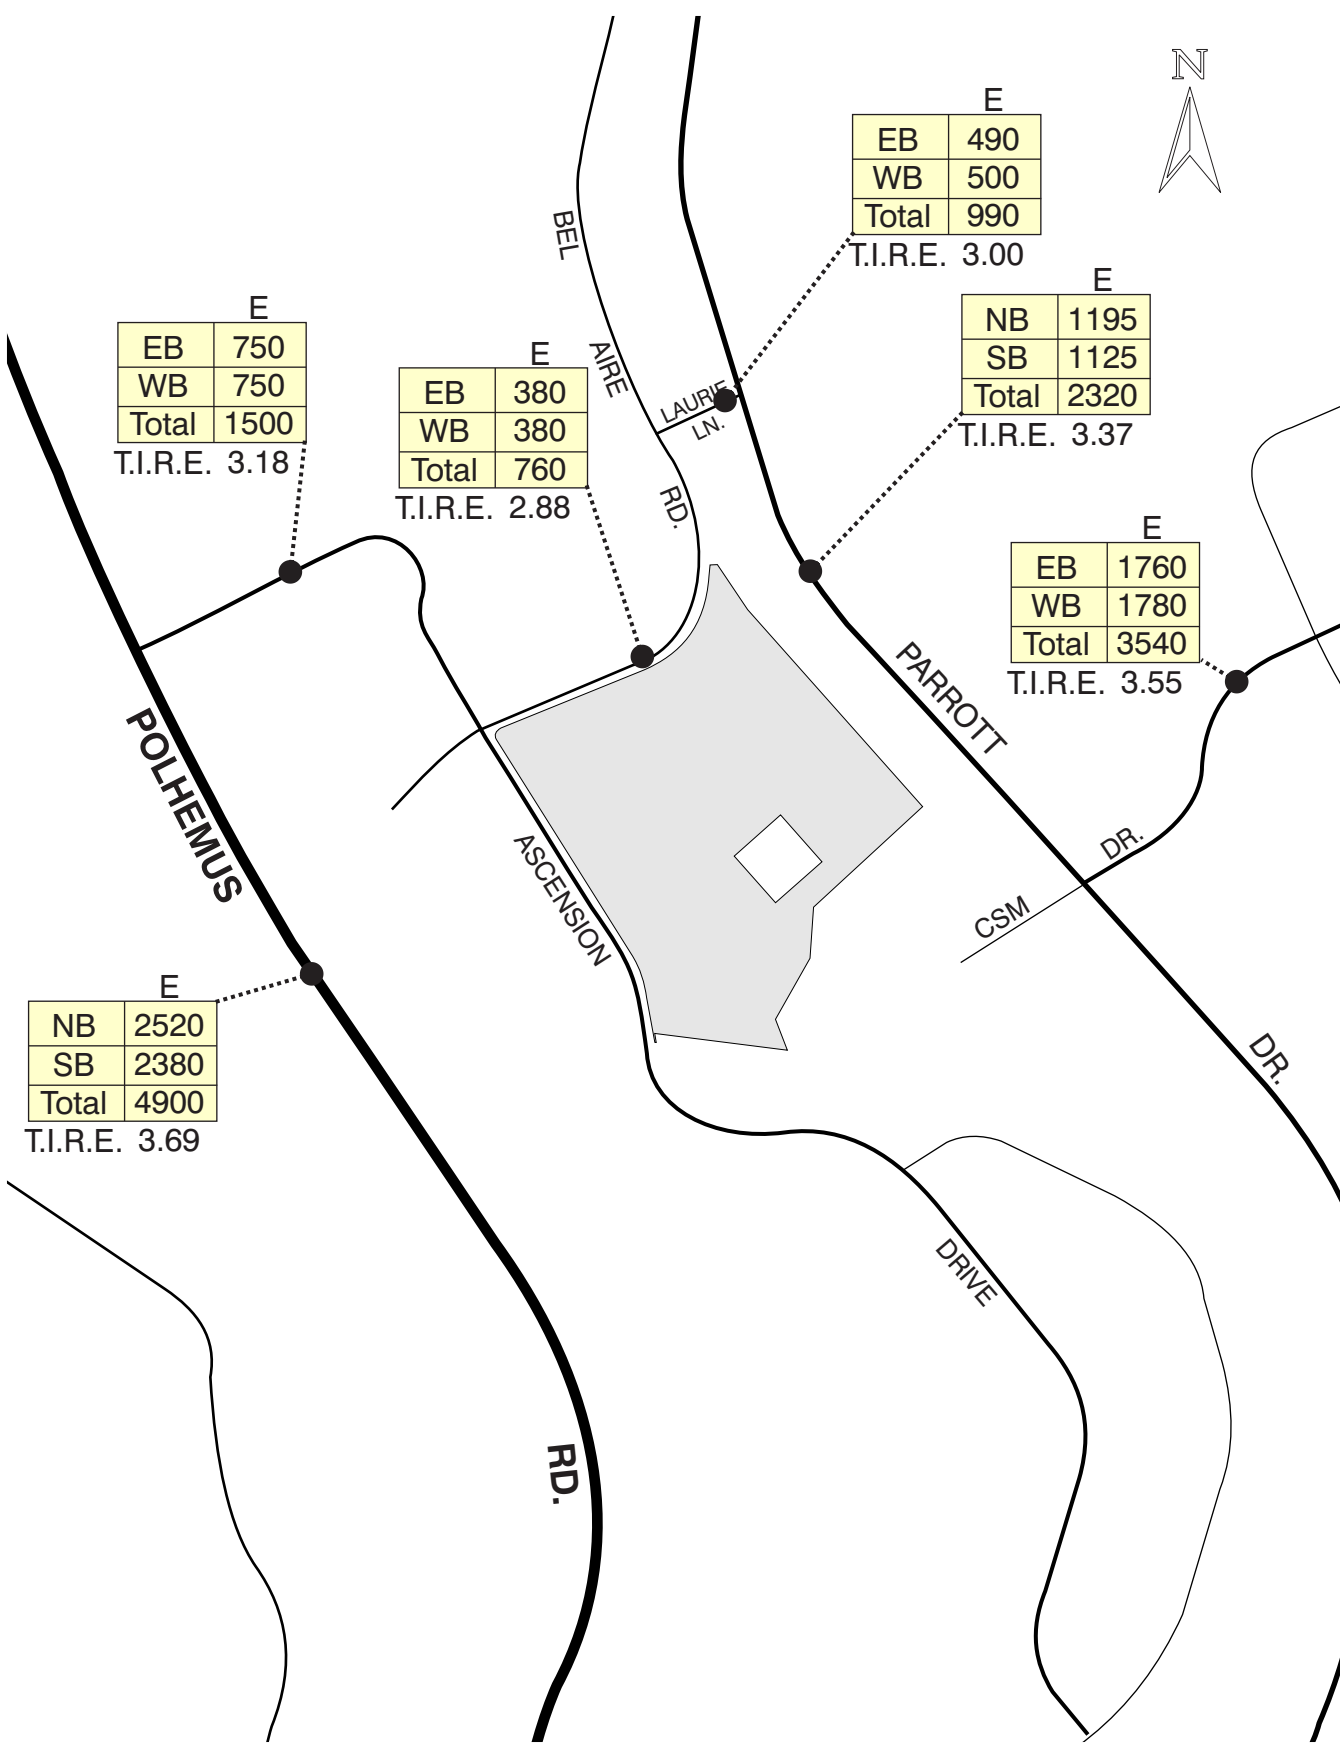 N
E
EB 490
WB 500
Total 990
T.I.R.E. 3.00
E
NB 1195
SB 1125
Total 2320
T.I.R.E. 3.37
E
EB 750
WB 750
Total 1500
T.I.R.E. 3.18
E
EB 380
WB 380
Total 760
T.I.R.E. 2.88
E
EB 1760
WB 1780
Total 3540
T.I.R.E. 3.55
E
NB 2520
SB 2380
Total 4900
T.I.R.E. 3.69
BEL
AIRE
RD.
LAURIE
LN.
PARROTT
DR.
POLHEMUS
RD.
ASCENSION
DRIVE
CSM
DR.